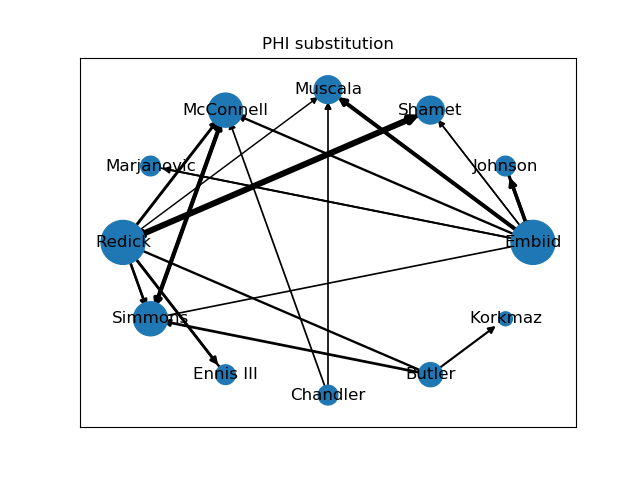 PHI substitution
Muscala
McConnell
Shamet
Marjanovic
Johnson
Redick
Embiid
Simmons
Korkmaz
Ennis III
Butler
Chandler